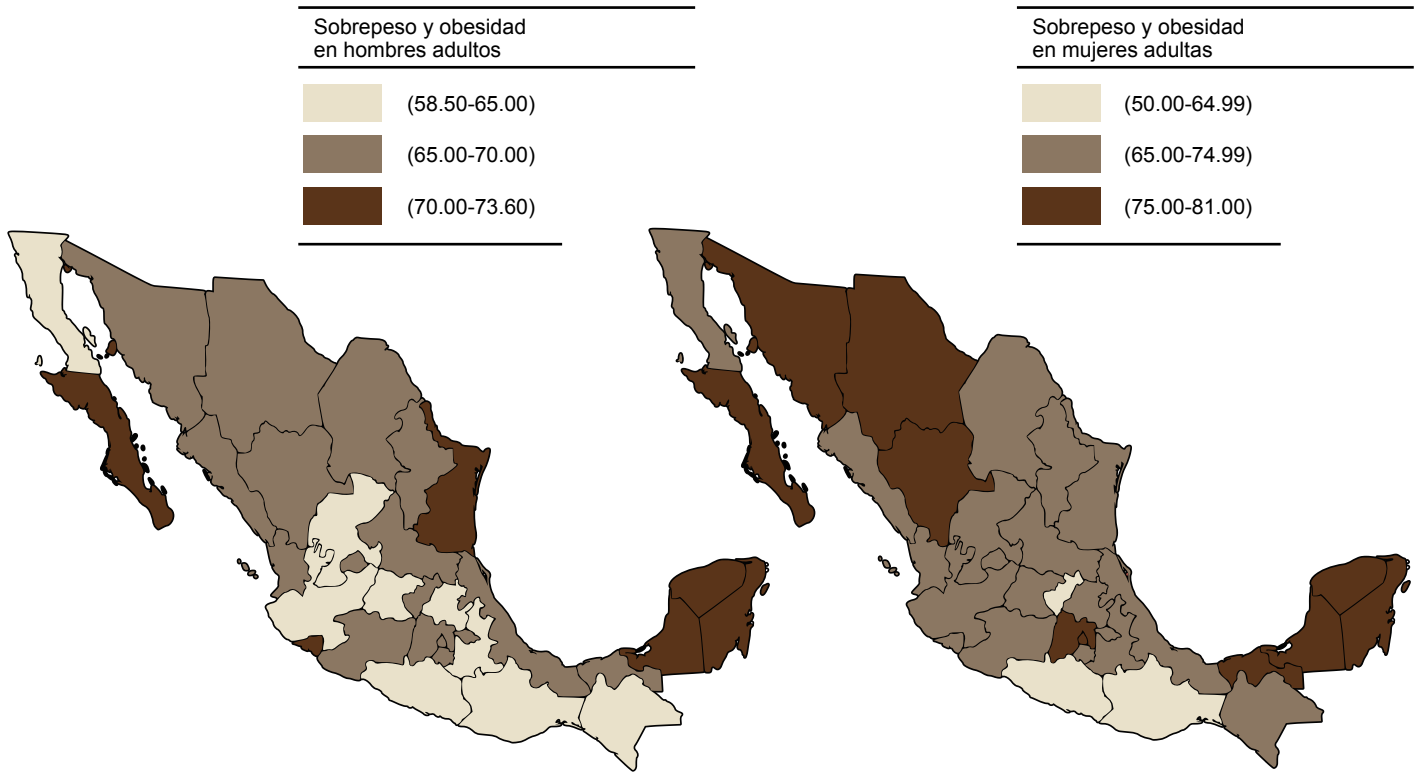 Sobrepeso y obesidad
en hombres adultos
(58.50-65.00)
(65.00-70.00)
(70.00-73.60)
Sobrepeso y obesidad
en mujeres adultas
(50.00-64.99)
(65.00-74.99)
(75.00-81.00)